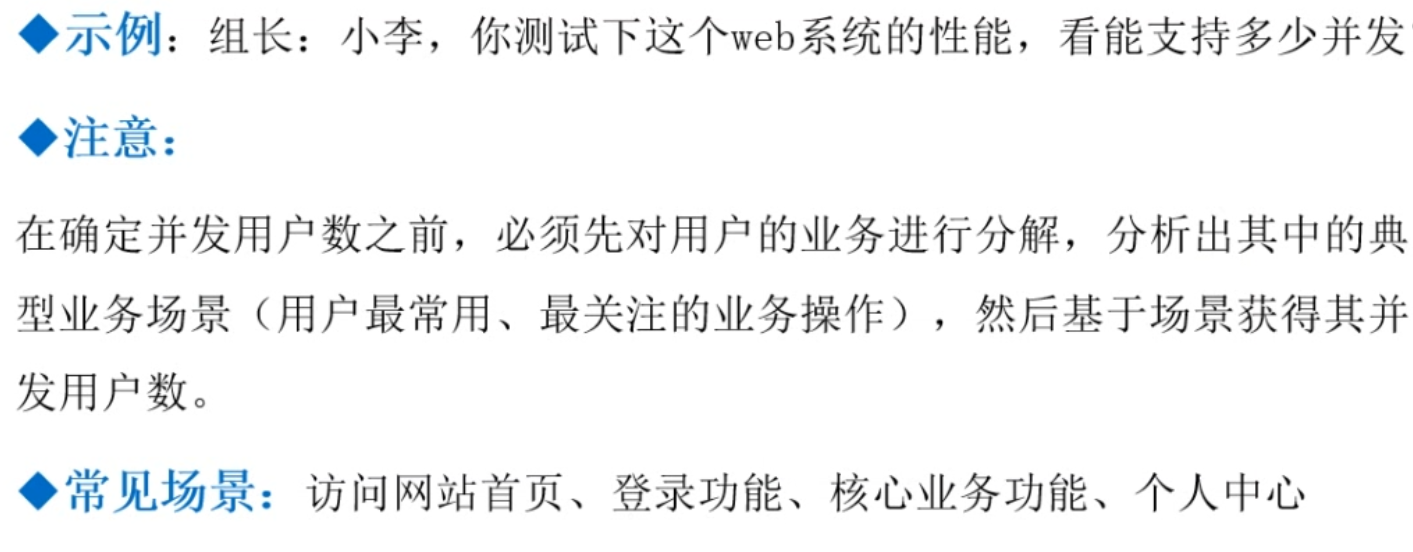 ◆示例：组长：小李，你测试下这个web系统的性能，看能支持多少并发
◆注意：
在确定并发用户数之前，必须先对用户的业务进行分解，分析出其中的典
型业务场景（用户最常用、最关注的业务操作），然后基于场景获得其并
发用户数。
◆常见场景：访问网站首页、登录功能、核心业务功能、个人中心